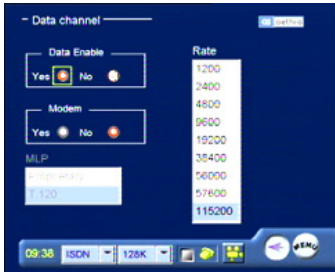 Data channel
Data Enable
Yes No
Modem
Yes No
MLP
Proprietary
T.120
Rate
1200
2400
4800
9600
19200
38400
56000
57600
115200
09:38 ISDN 128K
MENU